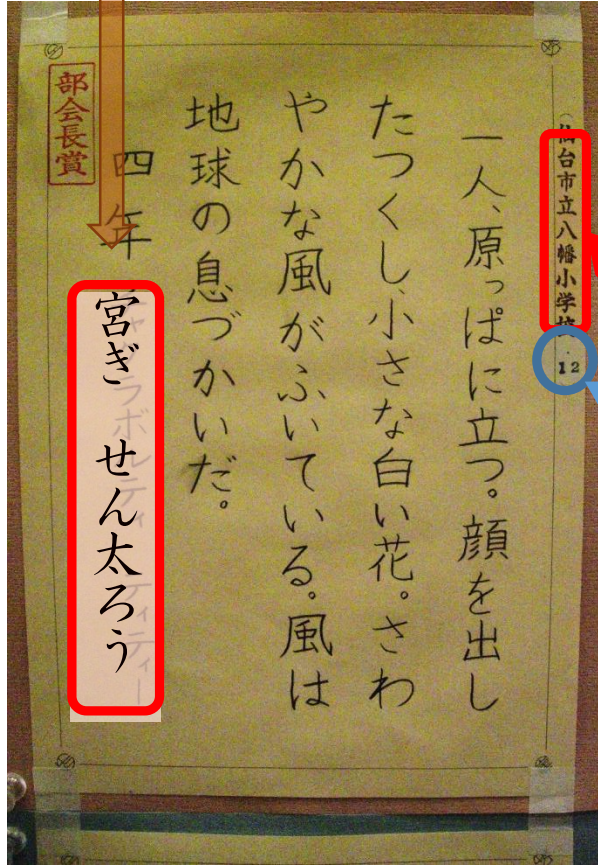 (仙台市立八幡小学校 ・12
一人、原っぱに立つ。顔を出し
たつくし、小さな白い花。さわ
やかな風がふいている。風は
地球の息づかいだ。
四年 宮ぎ せん太ろう
部会長賞